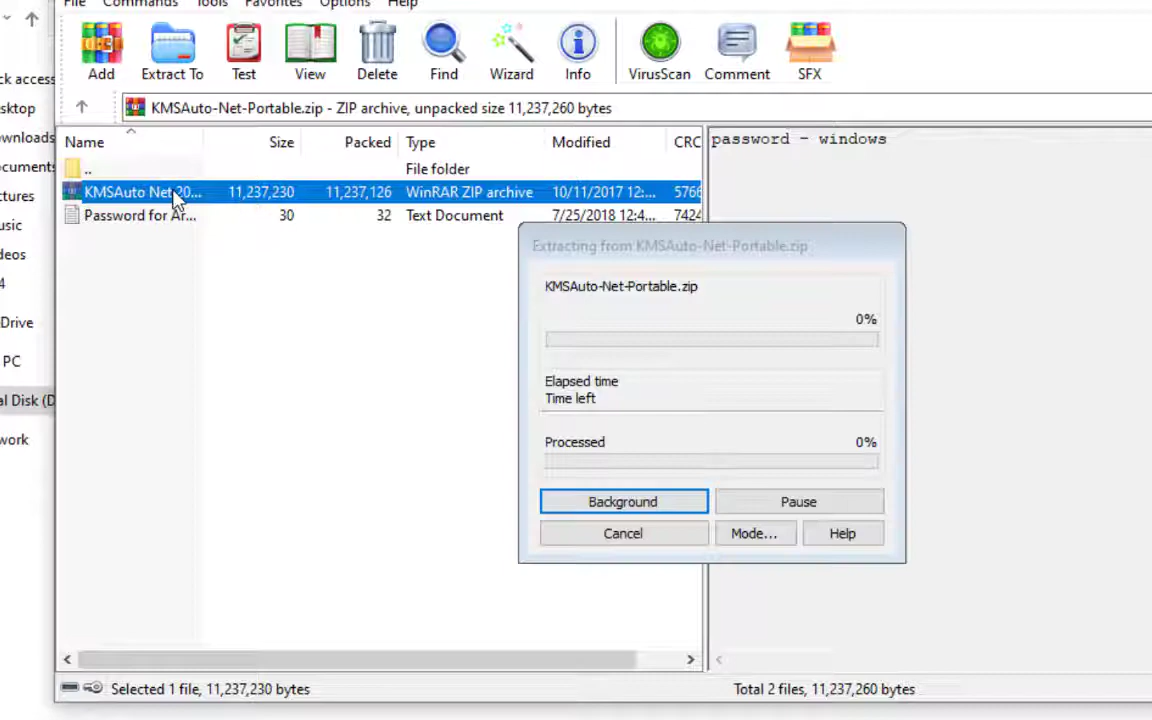 File Commands Tools Favorites Options Help
Add Extract To Test View Delete Find Wizard Info VirusScan Comment SFX
KMSAuto-Net-Portable.zip - ZIP archive, unpacked size 11,237,260 bytes
Name Size Packed Type Modified CRC
password - windows
.. File folder
KMSAuto Net 20... 11,237,230 11,237,126 WinRAR ZIP archive 10/11/2017 12:... 5766
Password for Ar... 30 32 Text Document 7/25/2018 12:4... 7424
Extracting from KMSAuto-Net-Portable.zip
KMSAuto-Net-Portable.zip
0%
Elapsed time
Time left
Processed 0%
Background Pause
Cancel Mode... Help
Selected 1 file, 11,237,230 bytes
Total 2 files, 11,237,260 bytes
ck access
sktop
wnloads
cuments
tures
usic
deos
4
Drive
PC
al Disk (D
work